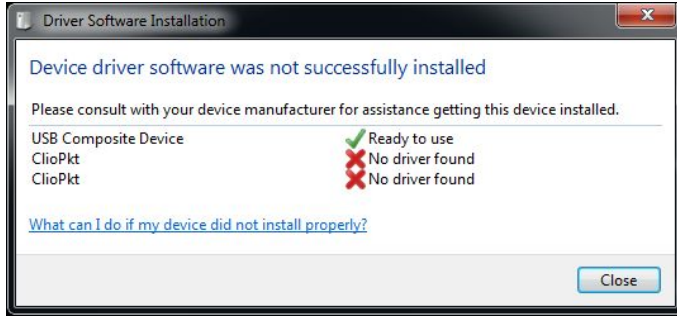 Driver Software Installation
Device driver software was not successfully installed
Please consult with your device manufacturer for assistance getting this device installed.
USB Composite Device Ready to use
ClioPkt No driver found
ClioPkt No driver found
What can I do if my device did not install properly?
Close